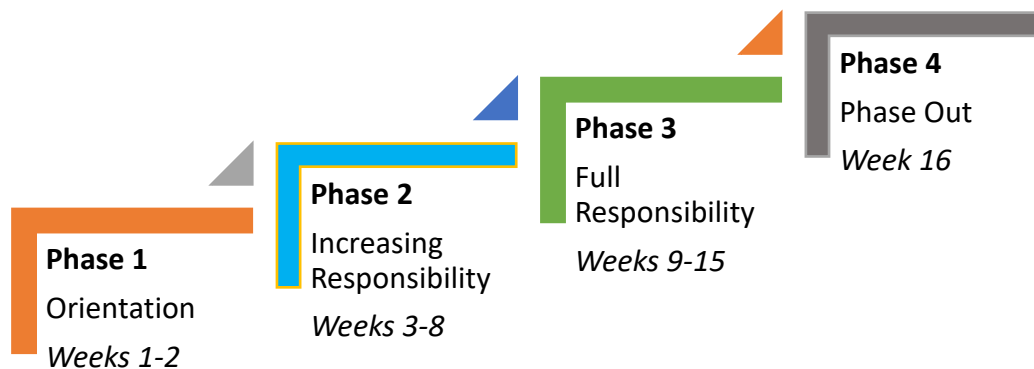 Phase 1
Orientation
Weeks 1-2
Phase 2
Increasing
Responsibility
Weeks 3-8
Phase 3
Full
Responsibility
Weeks 9-15
Phase 4
Phase Out
Week 16